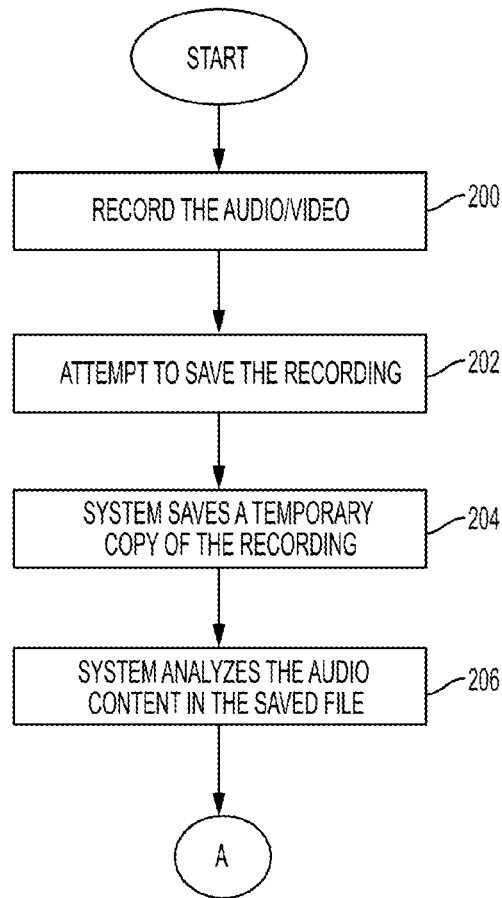 START
RECORD THE AUDIO/VIDEO
200
ATTEMPT TO SAVE THE RECORDING
202
SYSTEM SAVES A TEMPORARY
COPY OF THE RECORDING
204
SYSTEM ANALYZES THE AUDIO
CONTENT IN THE SAVED FILE
206
A